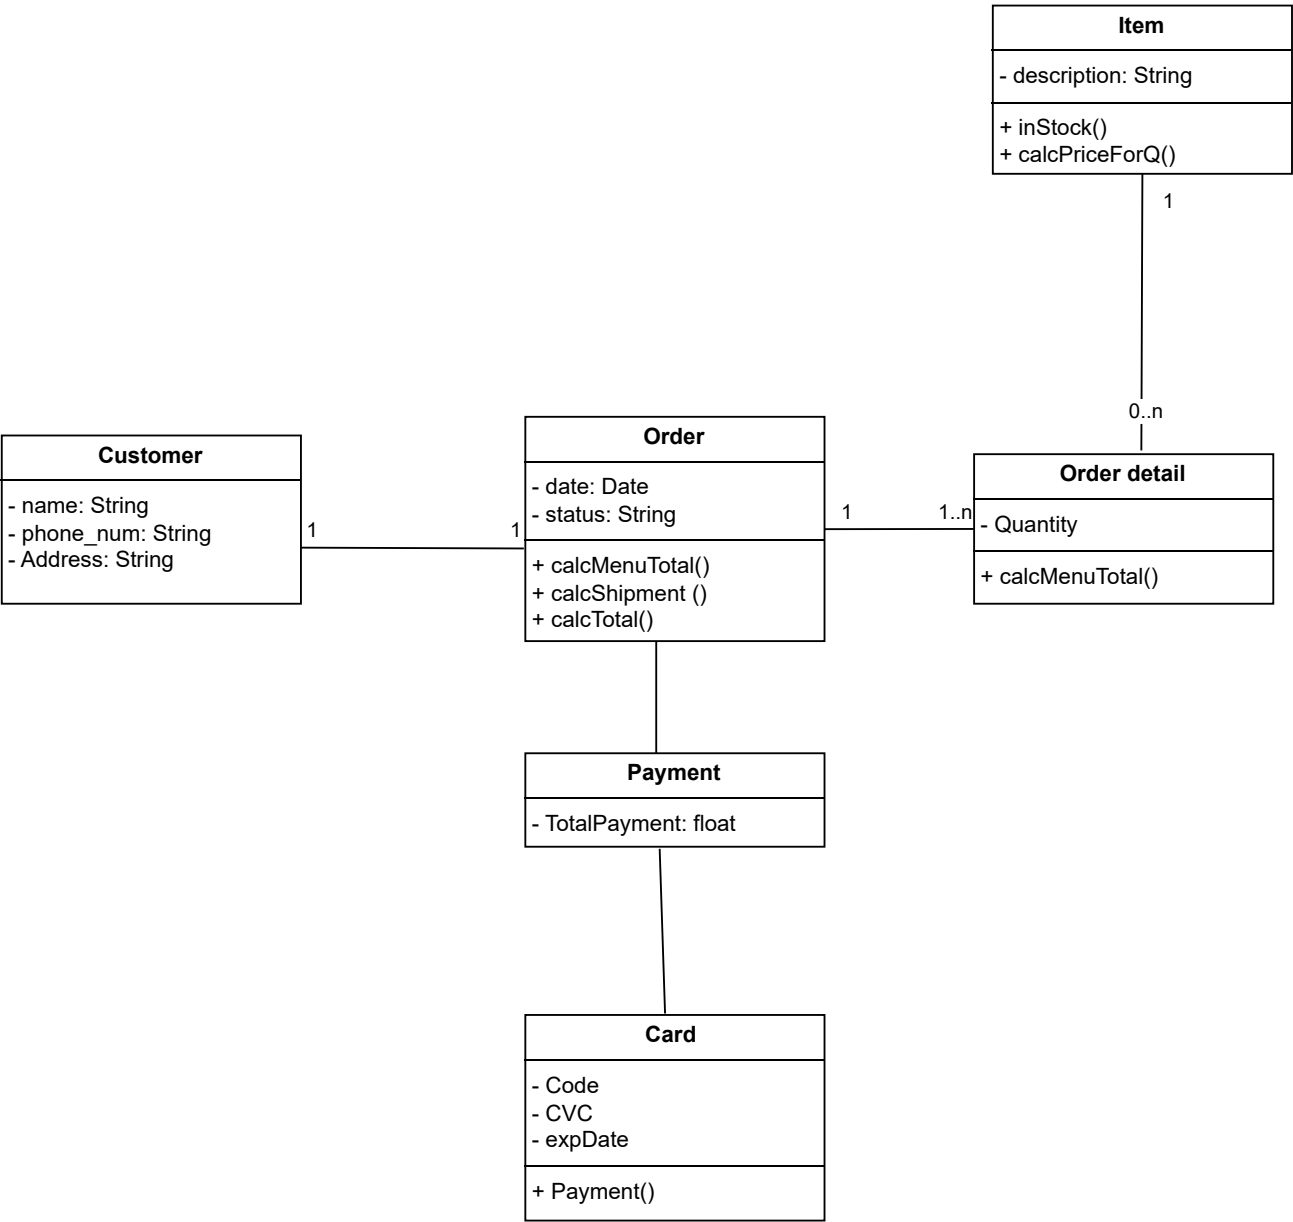 Item
- description: String
+ inStock()
+ calcPriceForQ()
1
0..n
Customer
- name: String
- phone_num: String
- Address: String
1
1
Order
- date: Date
- status: String
+ calcMenuTotal()
+ calcShipment ()
+ calcTotal()
1
1..n
Order detail
- Quantity
+ calcMenuTotal()
Payment
- TotalPayment: float
Card
- Code
- CVC
- expDate
+ Payment()